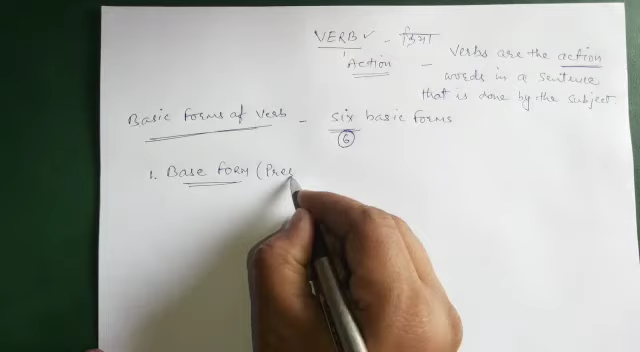 VERB ✓ - क्रिया
Action - Verbs are the action
words in a sentence
that is done by the subject.
Basic forms of Verb - six basic forms
6
1. Base form (Pres